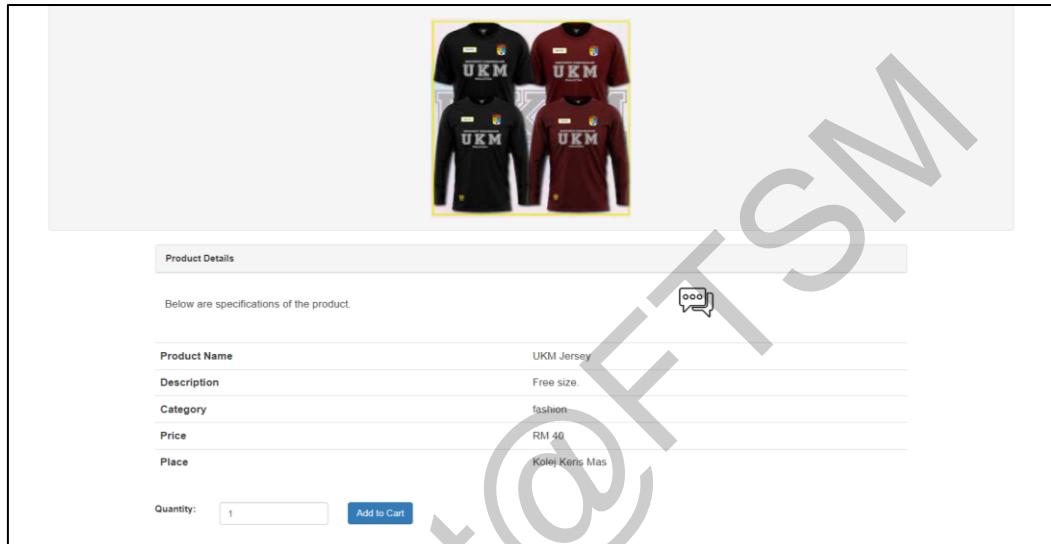 UKM
UKM
UKM
UKM
Product Details
Below are specifications of the product.
Product Name UKM Jersey
Description Free size.
Category fashion
Price RM 40
Place Kolej Keris Mas
Quantity: 1 Add to Cart
t@FTSM